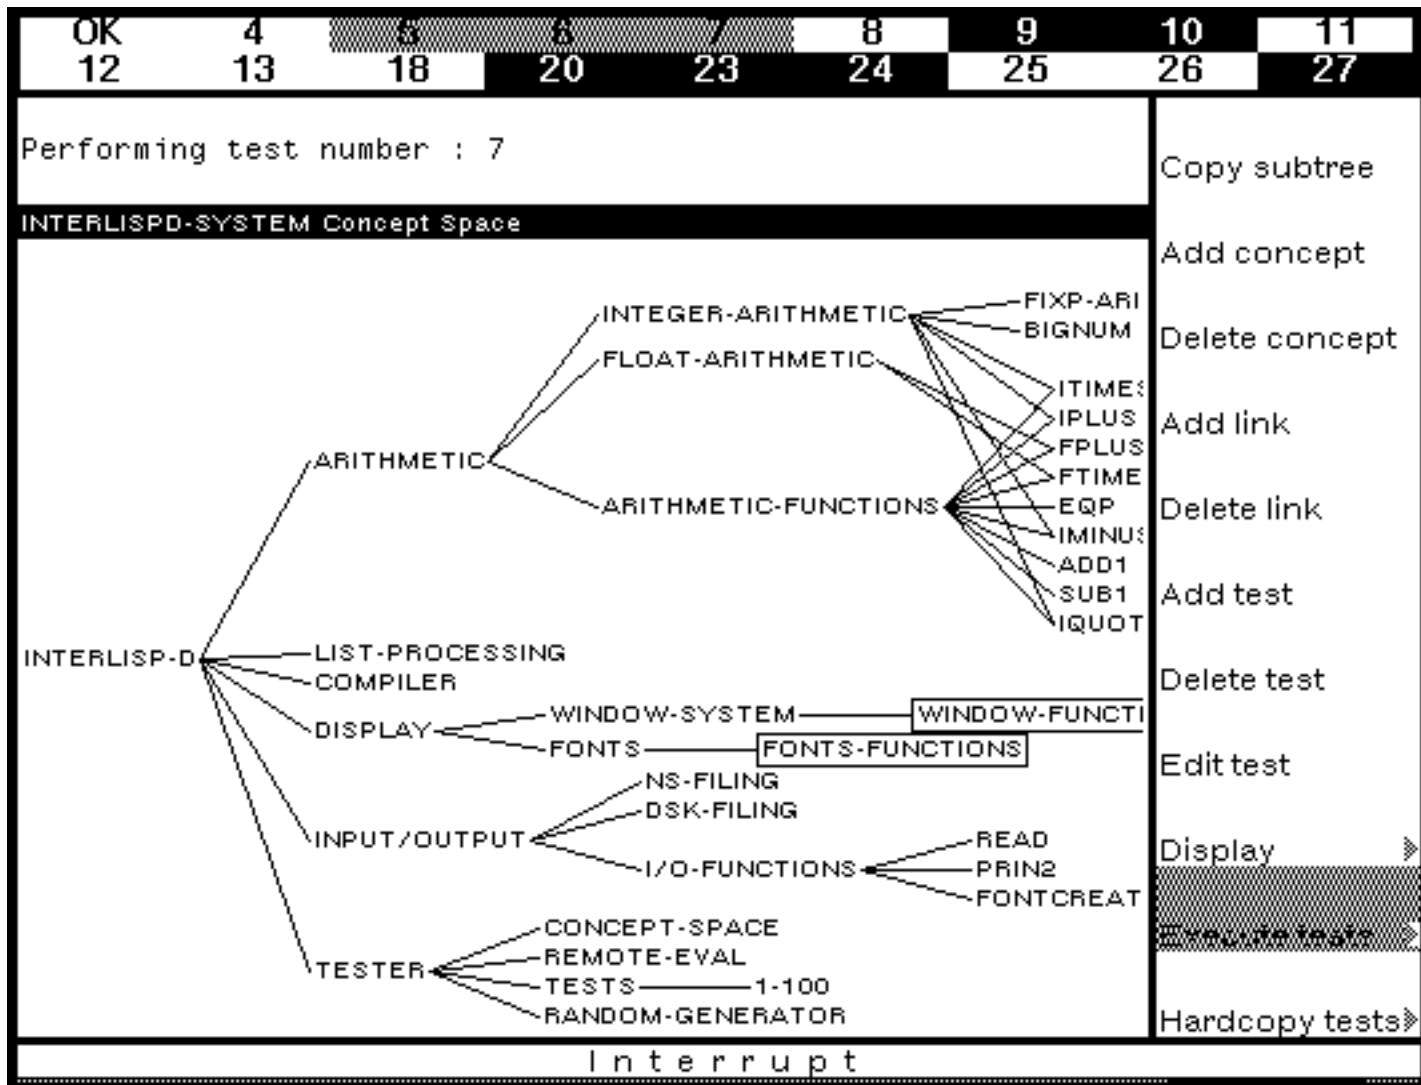 OK 4 5 6 7 8 9 10 11
12 13 18 20 23 24 25 26 27
Performing test number : 7
INTERLISPD-SYSTEM Concept Space
INTEGER-ARITHMETIC
FLOAT-ARITHMETIC
ARITHMETIC
ARITHMETIC-FUNCTIONS
FIXP-ARI
BIGNUM
ITIMES
IPLUS
FPLUS
FTIME
EQP
IMINUS
ADD1
SUB1
IQUOT
INTERLISP-D
LIST-PROCESSING
COMPILER
DISPLAY
WINDOW-SYSTEM
WINDOW-FUNCTI
FONTS
FONTS-FUNCTIONS
INPUT/OUTPUT
NS-FILING
DSK-FILING
I/O-FUNCTIONS
READ
PRIN2
FONTCREAT
TESTER
CONCEPT-SPACE
REMOTE-EVAL
TESTS
1-100
RANDOM-GENERATOR
Copy subtree
Add concept
Delete concept
Add link
Delete link
Add test
Delete test
Edit test
Display
Execute tests
Hardcopy tests
Interrupt